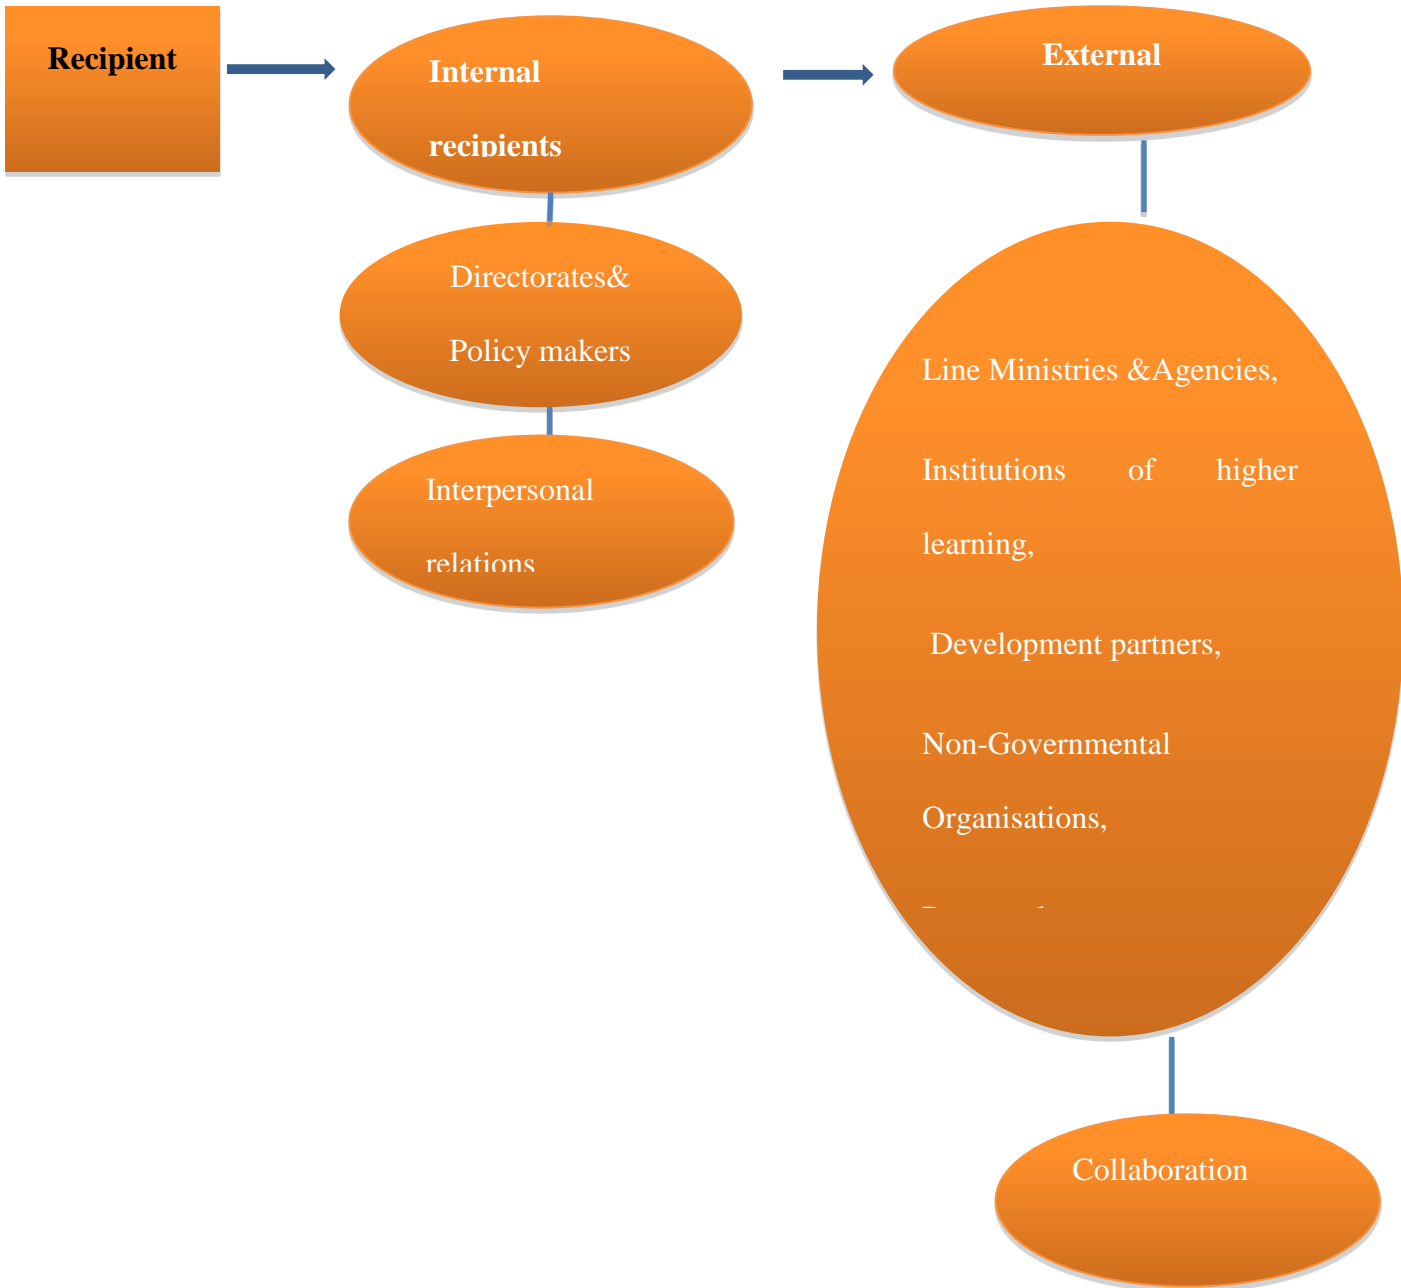 Recipient
Internal
recipients
Directorates&
Policy makers
Interpersonal
relations
External
Line Ministries &Agencies,
Institutions of higher
learning,
Development partners,
Non-Governmental
Organisations,
Collaboration